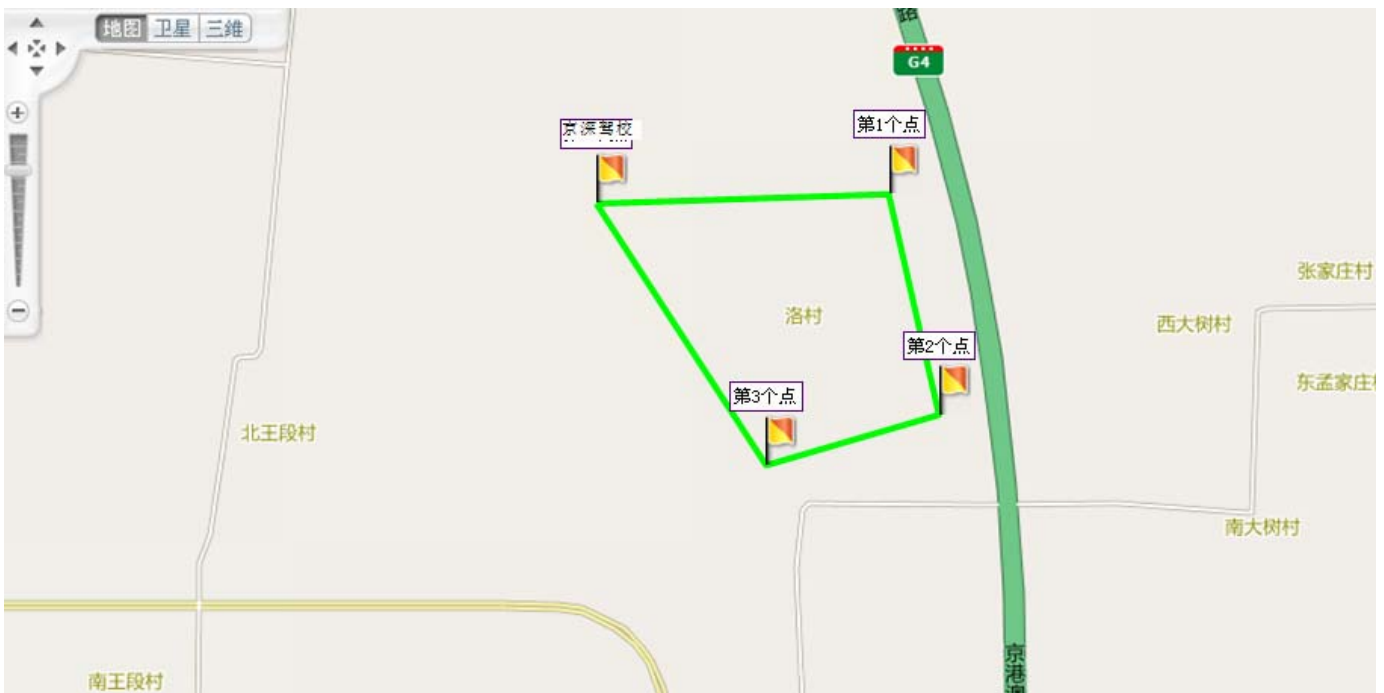 地图 卫星 三维
路
G4
京深驾校
第1个点
张家庄村
洛村
西大树村
第2个点
东孟家庄村
第3个点
北王段村
南大树村
南王段村
京港澳